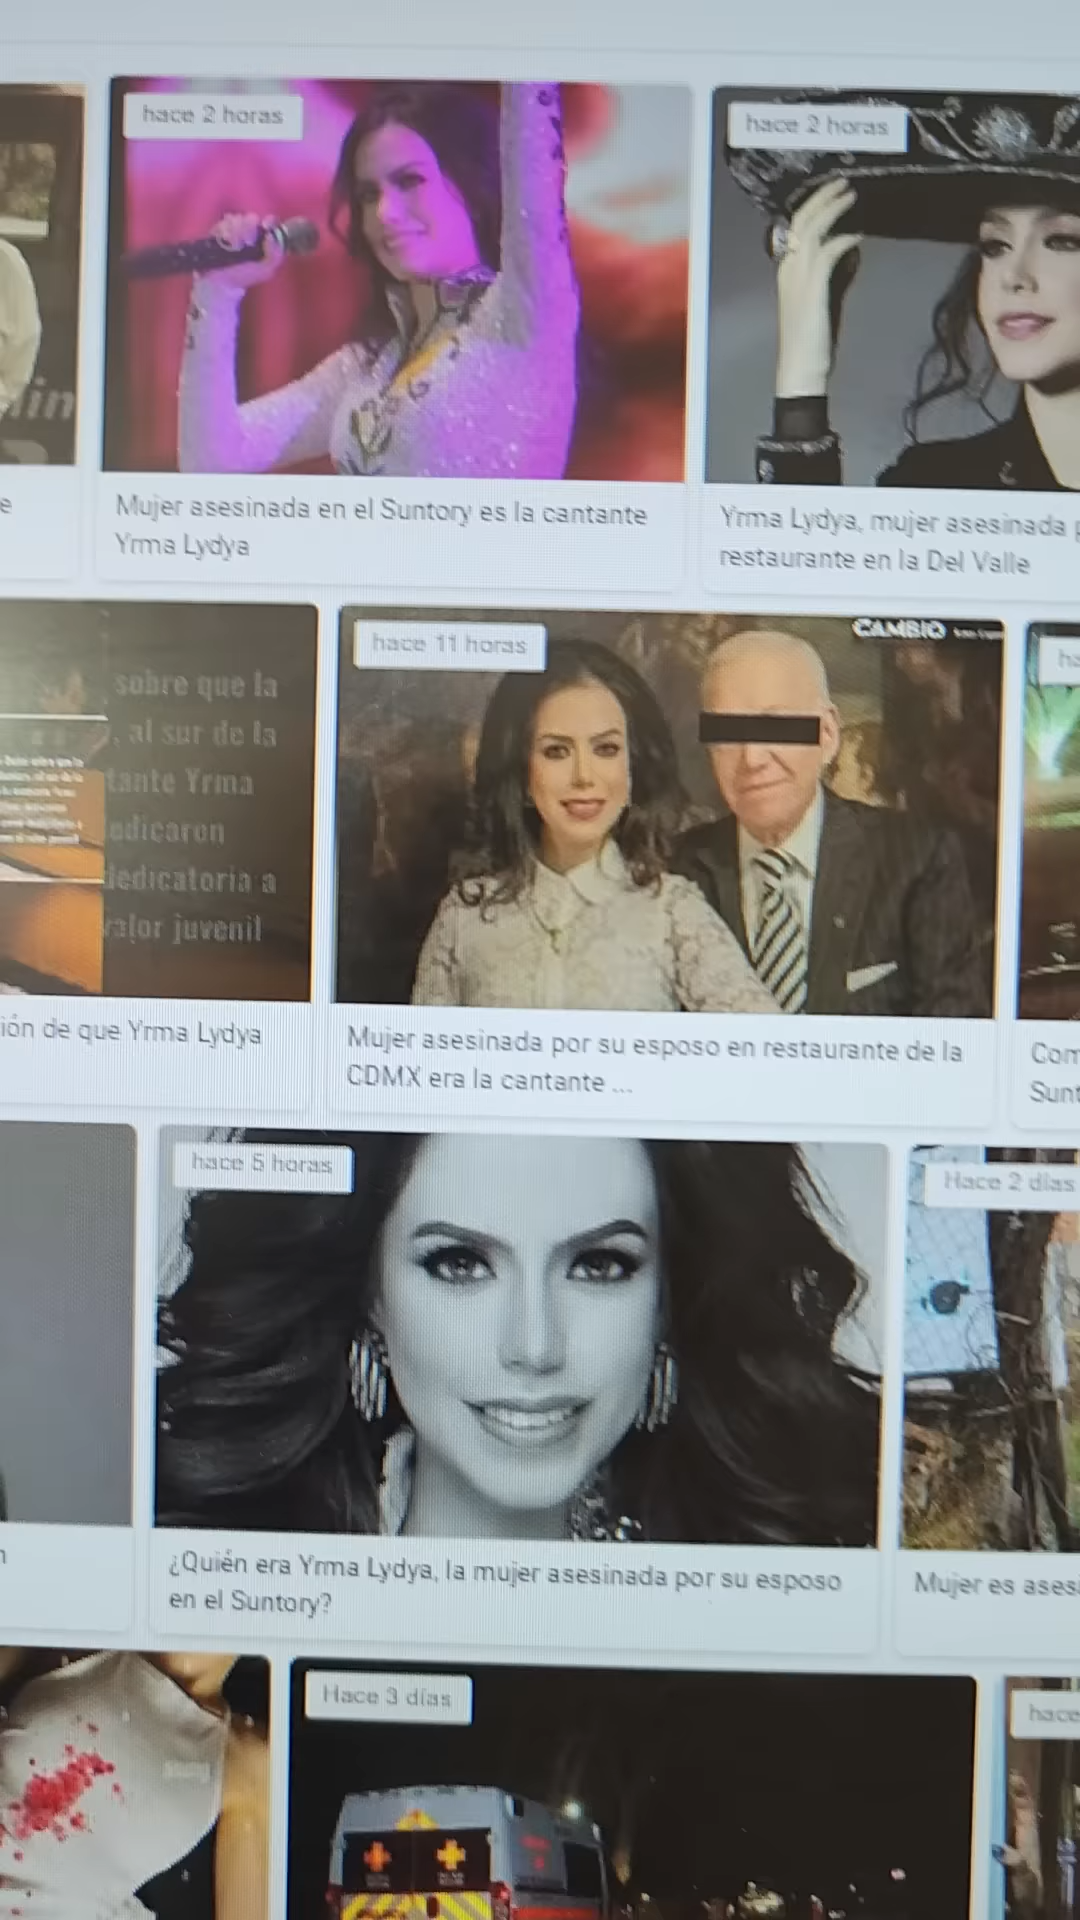 hace 2 horas
hace 2 horas
Mujer asesinada en el Suntory es la cantante
Yrma Lydya
Yrma Lydya, mujer asesinada
restaurante en la Del Valle
sobre que la
, al sur de la
tante Yrma
edicaron
dedicatoria a
valor juvenil
ión de que Yrma Lydya
hace 11 horas
CAMBIO
Mujer asesinada por su esposo en restaurante de la
CDMX era la cantante ...
Com
Sunt
hace 5 horas
Hace 2 días
¿Quién era Yrma Lydya, la mujer asesinada por su esposo
en el Suntory?
Mujer es ases
Hace 3 días
hace